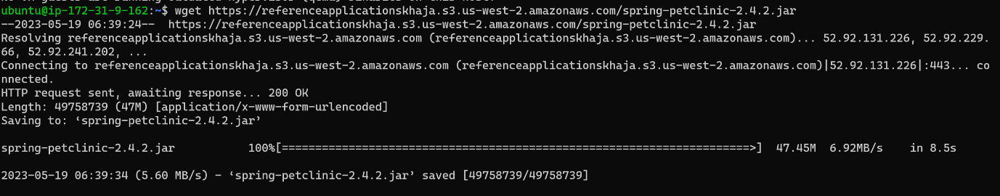 ubuntu@ip-172-31-9-162:~$ wget https://referenceapplicationskhaja.s3.us-west-2.amazonaws.com/spring-petclinic-2.4.2.jar
--2023-05-19 06:39:24--  https://referenceapplicationskhaja.s3.us-west-2.amazonaws.com/spring-petclinic-2.4.2.jar
Resolving referenceapplicationskhaja.s3.us-west-2.amazonaws.com (referenceapplicationskhaja.s3.us-west-2.amazonaws.com)... 52.92.131.226, 52.92.229.
66, 52.92.241.202, ...
Connecting to referenceapplicationskhaja.s3.us-west-2.amazonaws.com (referenceapplicationskhaja.s3.us-west-2.amazonaws.com)|52.92.131.226|:443... co
nnected.
HTTP request sent, awaiting response... 200 OK
Length: 49758739 (47M) [application/x-www-form-urlencoded]
Saving to: ‘spring-petclinic-2.4.2.jar’
spring-petclinic-2.4.2.jar           100%[======================================================================>]  47.45M  6.92MB/s    in 8.5s
2023-05-19 06:39:34 (5.60 MB/s) - ‘spring-petclinic-2.4.2.jar’ saved [49758739/49758739]